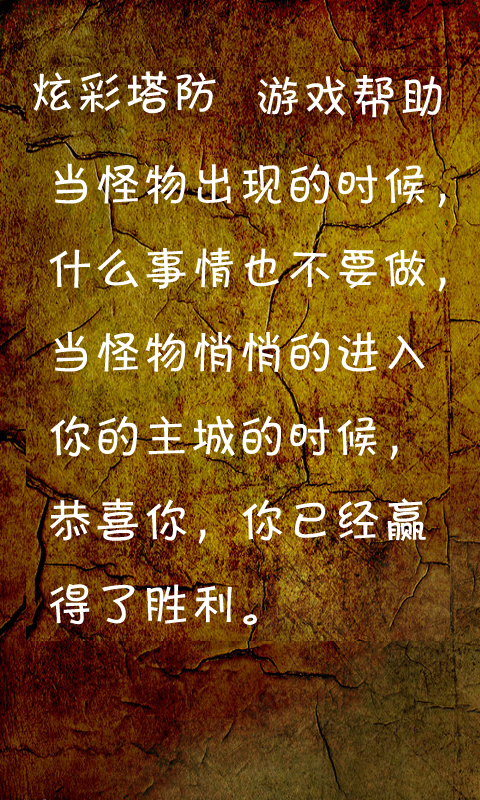 炫彩塔防 游戏帮助
当怪物出现的时候，
什么事情也不要做，
当怪物悄悄的进入
你的主城的时候，
恭喜你，你已经赢
得了胜利。